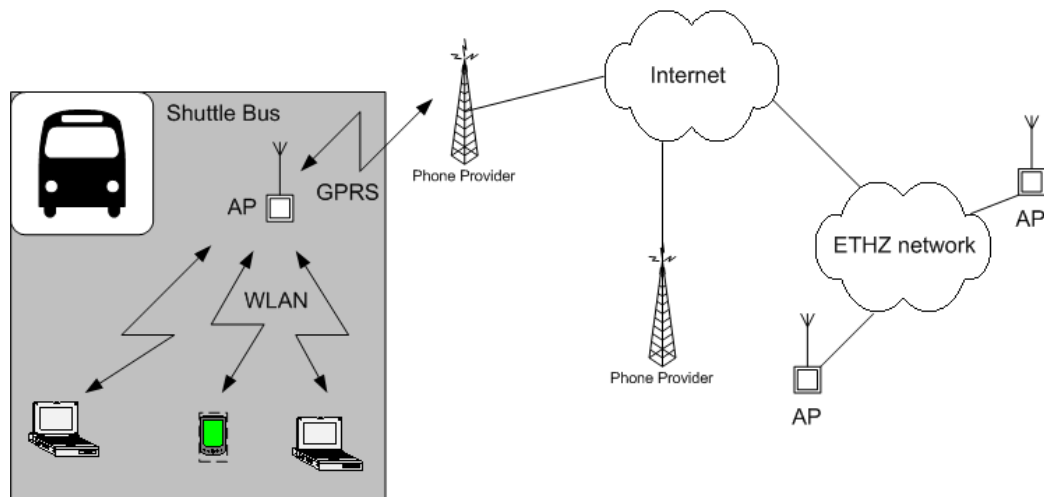 Internet
Shuttle Bus
GPRS
Phone Provider
AP
AP
ETHZ network
WLAN
Phone Provider
AP